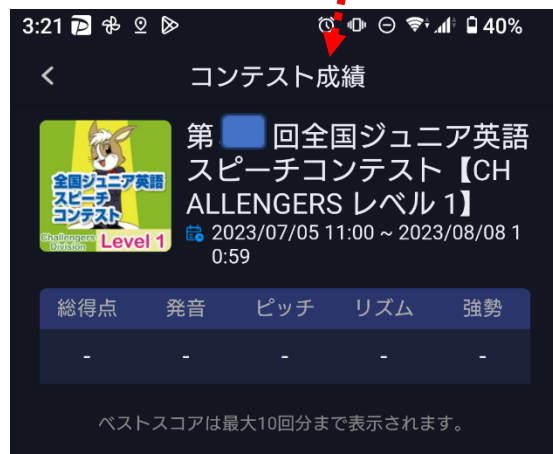 3:21 40%
コンテスト成績
第 回全国ジュニア英語
スピーチコンテスト【CH
ALLENGERS レベル 1】
2023/07/05 11:00 ~ 2023/08/08 1
0:59
全国ジュニア英語
スピーチ
コンテスト
Challengers
Division Level 1
総得点 発音 ピッチ リズム 強勢
- - - - -
ベストスコアは最大10回分まで表示されます。